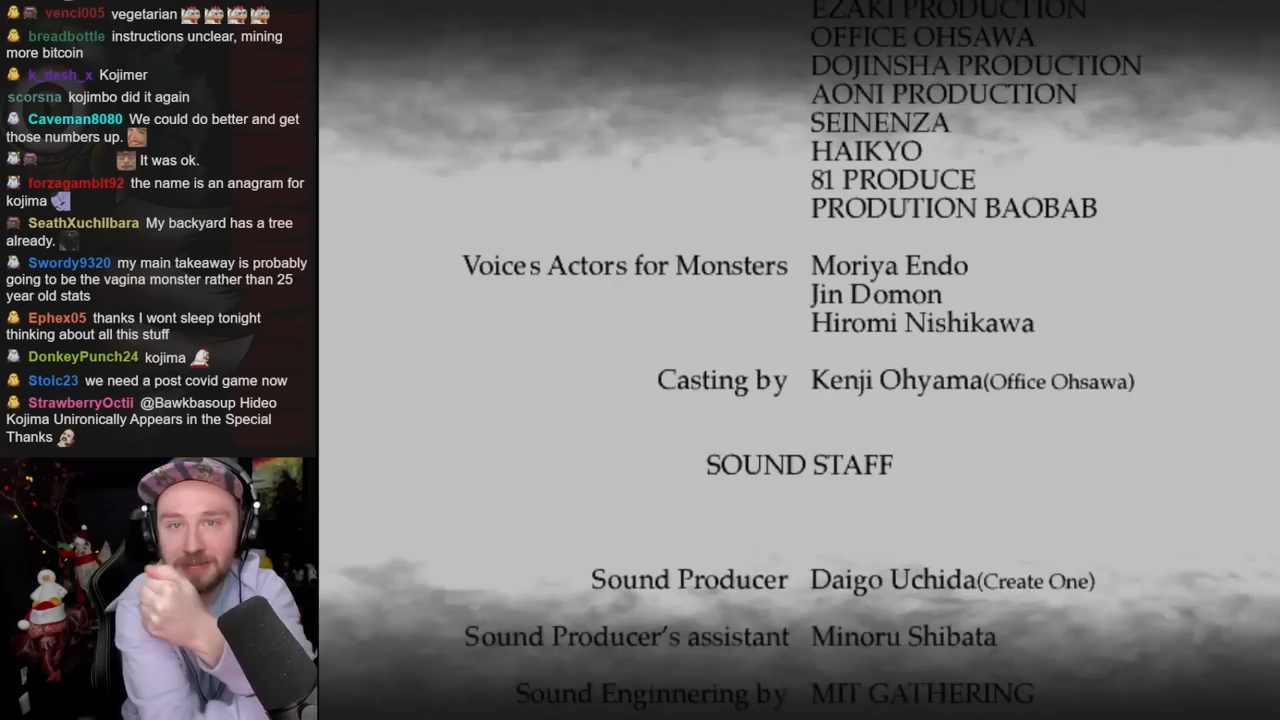 venci005 vegetarian
breadbottle instructions unclear, mining
more bitcoin
k_dash_x Kojimer
scorsna kojimbo did it again
Caveman8080 We could do better and get
those numbers up.
It was ok.
forzagambit92 the name is an anagram for
kojima
SeathXuchilbara My backyard has a tree
already.
Swordy9320 my main takeaway is probably
going to be the vagina monster rather than 25
year old stats
Ephex05 thanks I wont sleep tonight
thinking about all this stuff
DonkeyPunch24 kojima
Stolc23 we need a post covid game now
StrawberryOctii @Bawkbasoup Hideo
Kojima Unironically Appears in the Special
Thanks
EZAKI PRODUCTION
OFFICE OHSAWA
DOJINSHA PRODUCTION
AONI PRODUCTION
SEINENZA
HAIKYO
81 PRODUCE
PRODUTION BAOBAB
Voice's Actors for Monsters Moriya Endo
Jin Domon
Hiromi Nishikawa
Casting by Kenji Ohyama(Office Ohsawa)
SOUND STAFF
Sound Producer Daigo Uchida(Create One)
Sound Producer's assistant Minoru Shibata
Sound Enginnering by MIT GATHERING